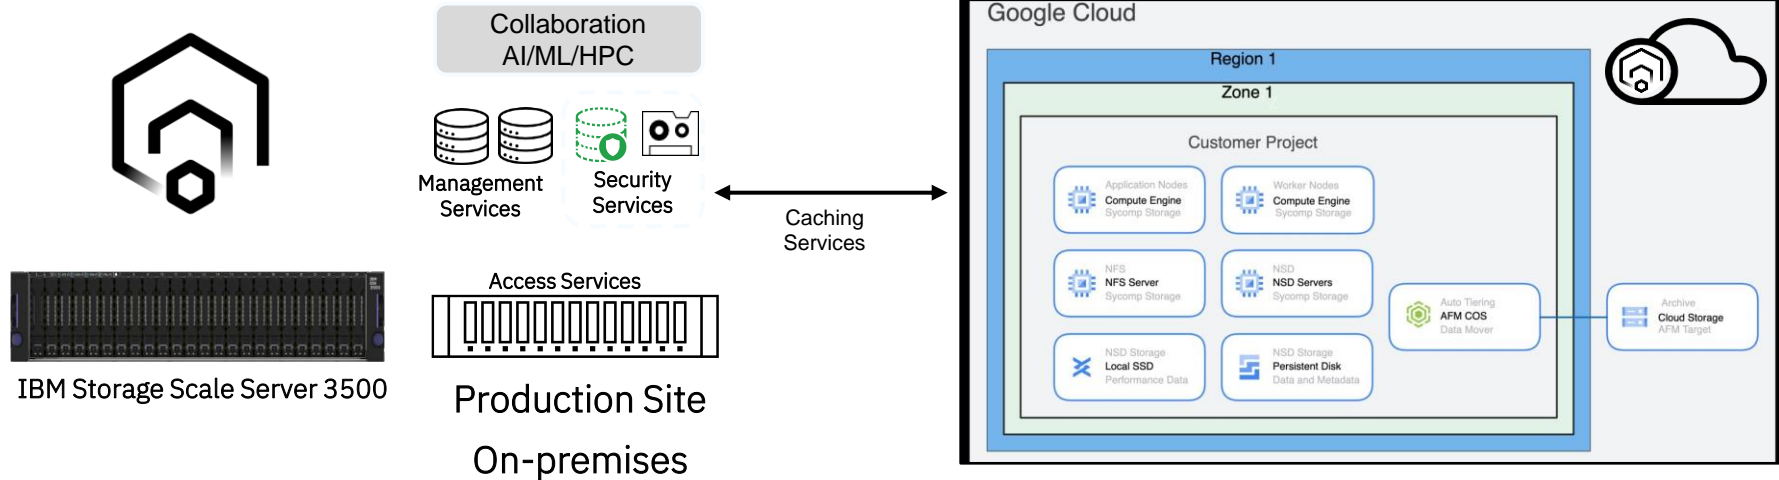 Collaboration
AI/ML/HPC
Management
Services
Security
Services
Access Services
IBM Storage Scale Server 3500
Production Site
On-premises
Caching
Services
Google Cloud
Region 1
Zone 1
Customer Project
Application Nodes
Compute Engine
Sycomp Storage
Worker Nodes
Compute Engine
Sycomp Storage
NFS
NFS Server
Sycomp Storage
NSD
NSD Servers
Sycomp Storage
NSD Storage
Local SSD
Performance Data
NSD Storage
Persistent Disk
Data and Metadata
Auto Tiering
AFM COS
Data Mover
Archive
Cloud Storage
AFM Target